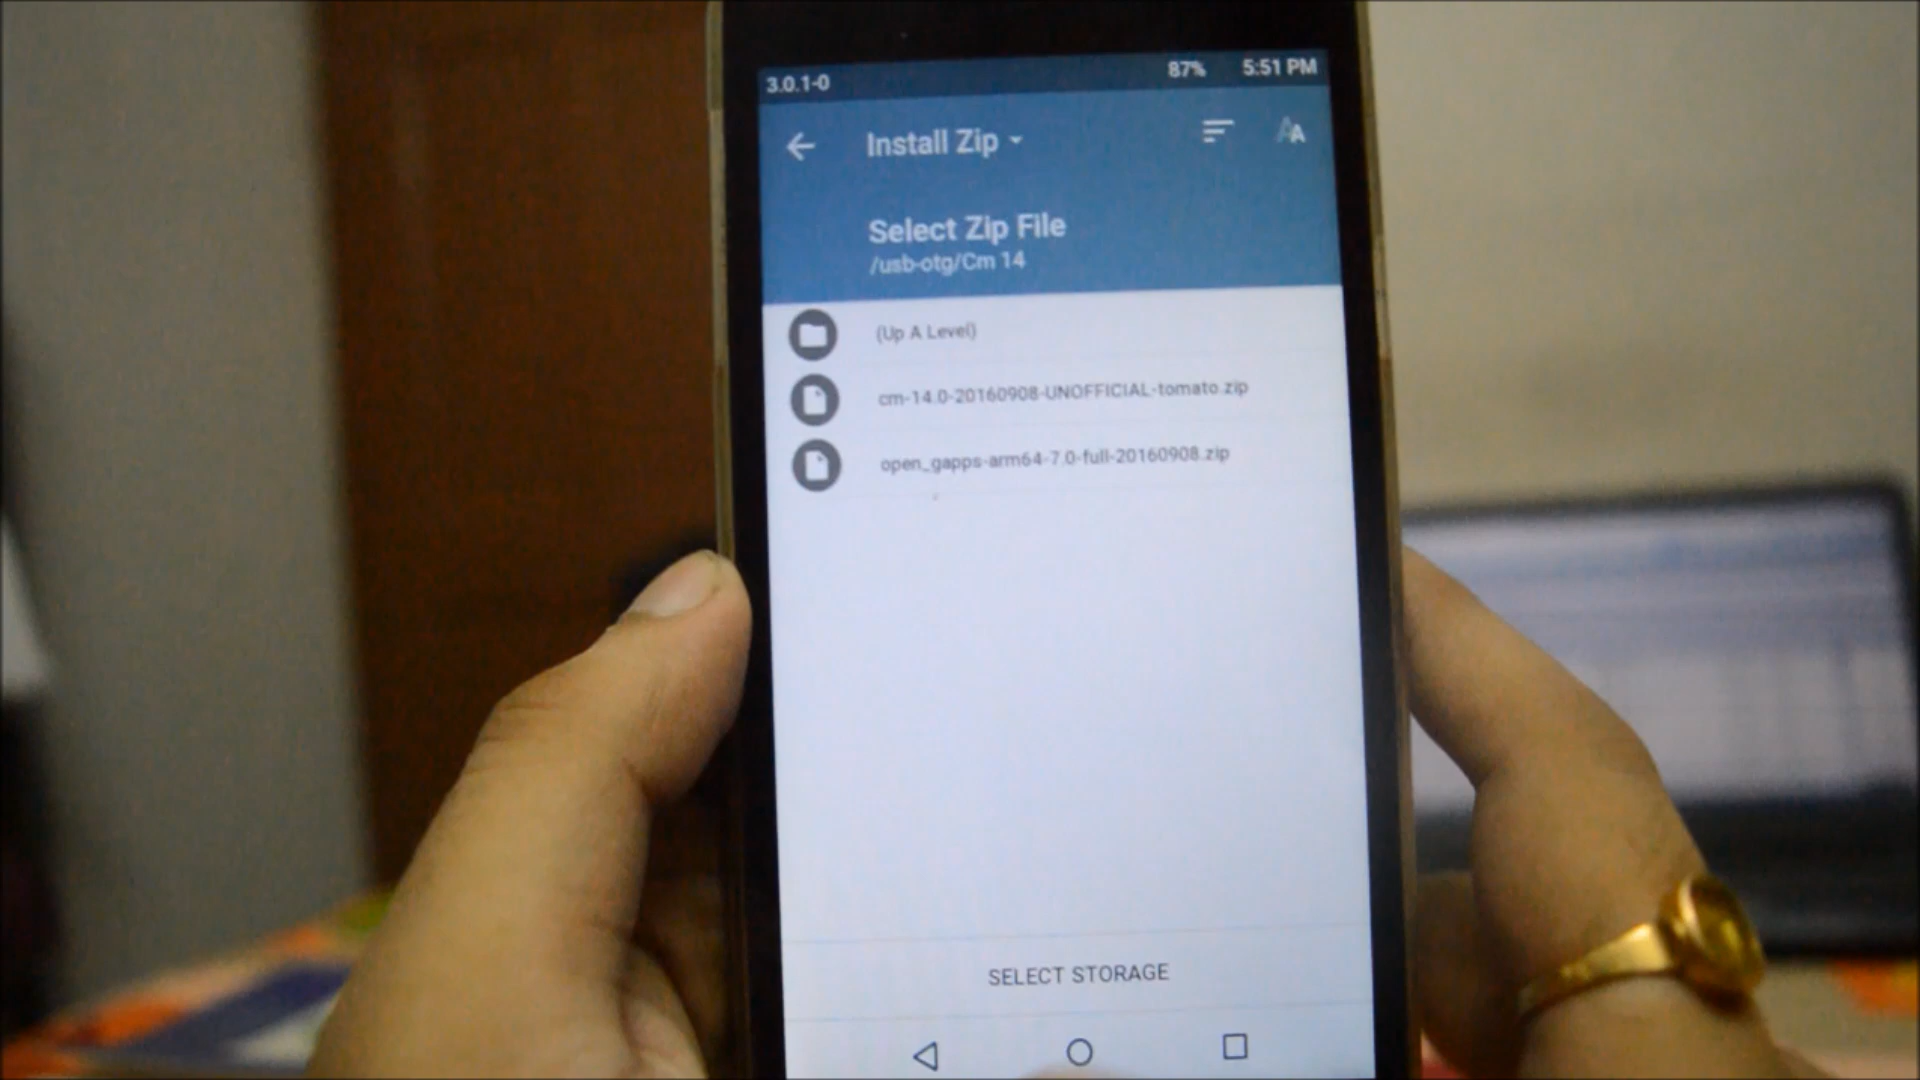 3.0.1-0 87% 5:51 PM
Install Zip
Select Zip File
/usb-otg/Cm 14
(Up A Level)
cm-14.0-20160908-UNOFFICIAL-tomato.zip
open_gapps-arm64-7.0-full-20160908.zip
SELECT STORAGE